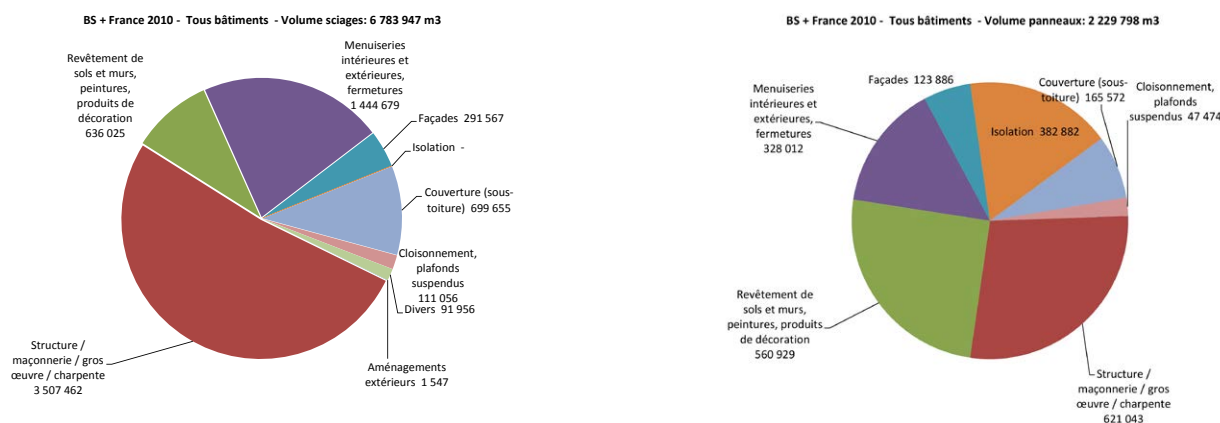 BS + France 2010 - Tous bâtiments - Volume sciages: 6 783 947 m3
Revêtement de
sols et murs,
peintures,
produits de
décoration
636 025
Menuiseries
intérieures et
extérieures,
fermetures
1 444 679
Façades 291 567
Isolation -
Couverture (sous-
toiture) 699 655
Cloisonnement,
plafonds
suspendus
111 056
Divers 91 956
Aménagements
extérieurs 1 547
Structure /
maçonnerie / gros
œuvre / charpente
3 507 462
BS + France 2010 - Tous bâtiments - Volume panneaux: 2 229 798 m3
Menuiseries
intérieures et
extérieures,
fermetures
328 012
Façades 123 886
Isolation 382 882
Couverture (sous-
toiture) 165 572
Cloisonnement,
plafonds
suspendus 47 474
Revêtement de
sols et murs,
peintures, produits
de décoration
560 929
Structure /
maçonnerie / gros
œuvre / charpente
621 043